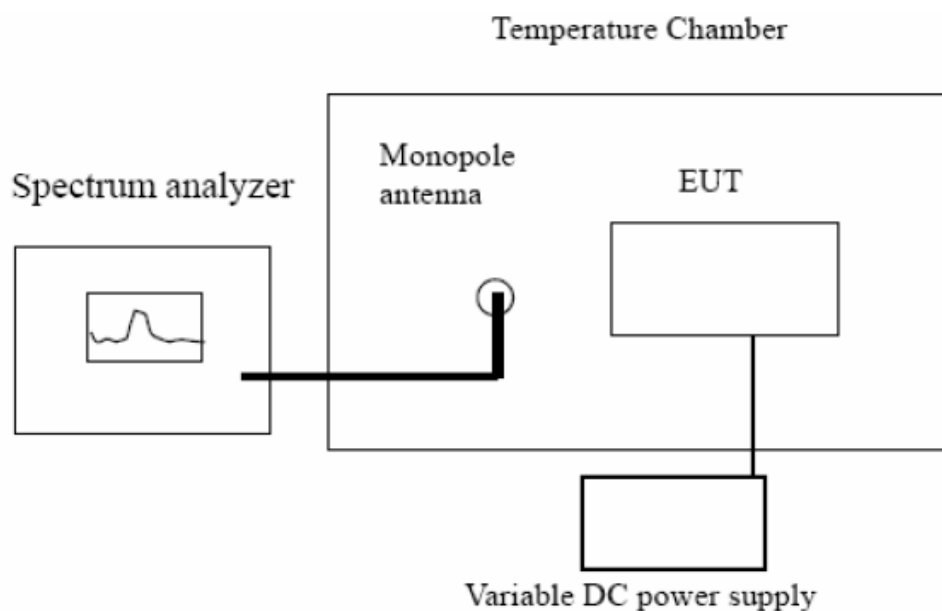 Temperature Chamber
Monopole
antenna
EUT
Spectrum analyzer
Variable DC power supply